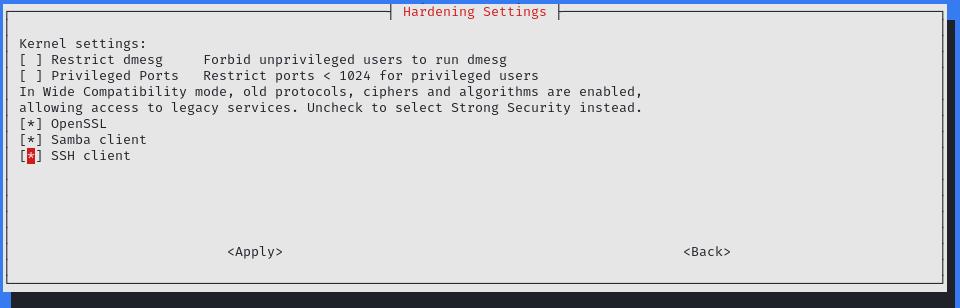 Hardening Settings
Kernel settings:
[ ] Restrict dmesg     Forbid unprivileged users to run dmesg
[ ] Privileged Ports   Restrict ports < 1024 for privileged users
In Wide Compatibility mode, old protocols, ciphers and algorithms are enabled,
allowing access to legacy services. Uncheck to select Strong Security instead.
[*] OpenSSL
[*] Samba client
[*] SSH client
<Apply> <Back>